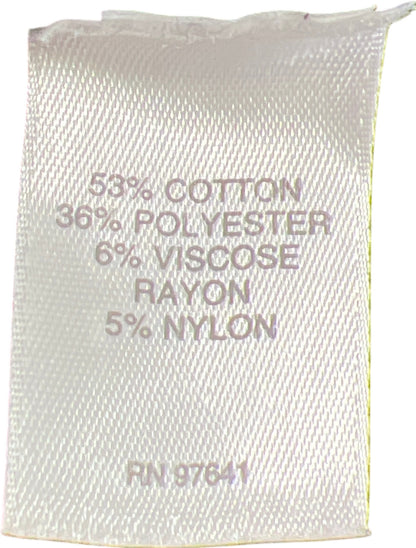 53% COTTON
36% POLYESTER
6% VISCOSE
RAYON
5% NYLON
RN 97641